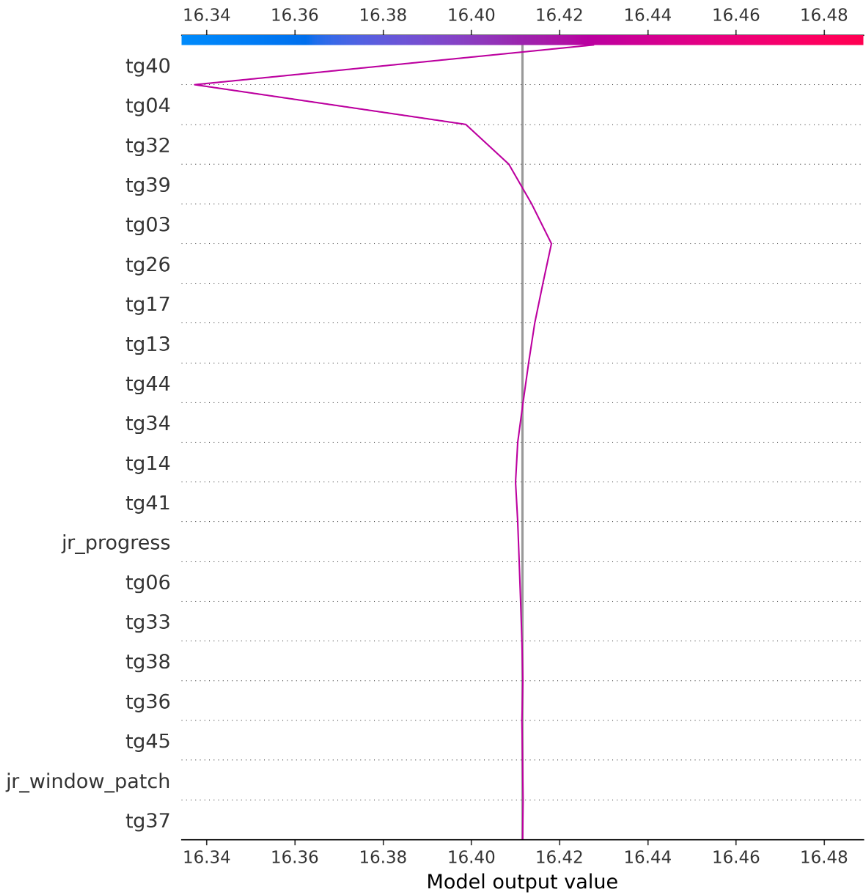 16.34 16.36 16.38 16.40 16.42 16.44 16.46 16.48
tg40
tg04
tg32
tg39
tg03
tg26
tg17
tg13
tg44
tg34
tg14
tg41
jr_progress
tg06
tg33
tg38
tg36
tg45
jr_window_patch
tg37
16.34 16.36 16.38 16.40 16.42 16.44 16.46 16.48
Model output value